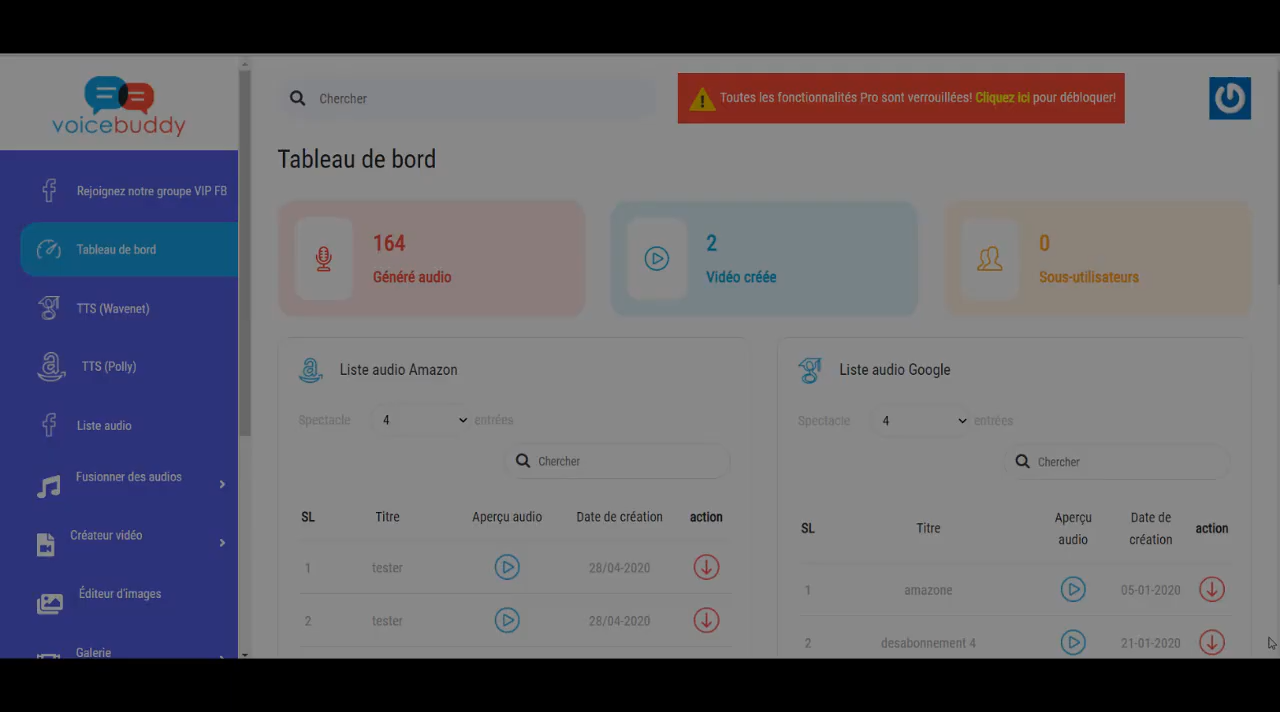 voicebuddy
Chercher
Toutes les fonctionnalités Pro sont verrouillées! Cliquez ici pour débloquer!
Rejoignez notre groupe VIP FB
Tableau de bord
TTS (Wavenet)
TTS (Polly)
Liste audio
Fusionner des audios
Créateur vidéo
Éditeur d'images
Galerie
Tableau de bord
164
Généré audio
2
Vidéo créée
0
Sous-utilisateurs
Liste audio Amazon
Spectacle 4 entrées
Chercher
SL Titre Aperçu audio Date de création action
1 tester 28/04-2020
2 tester 28/04-2020
Liste audio Google
Spectacle 4 entrées
Chercher
SL Titre Aperçu audio Date de création action
1 amazone 05-01-2020
2 desabonnement 4 21-01-2020